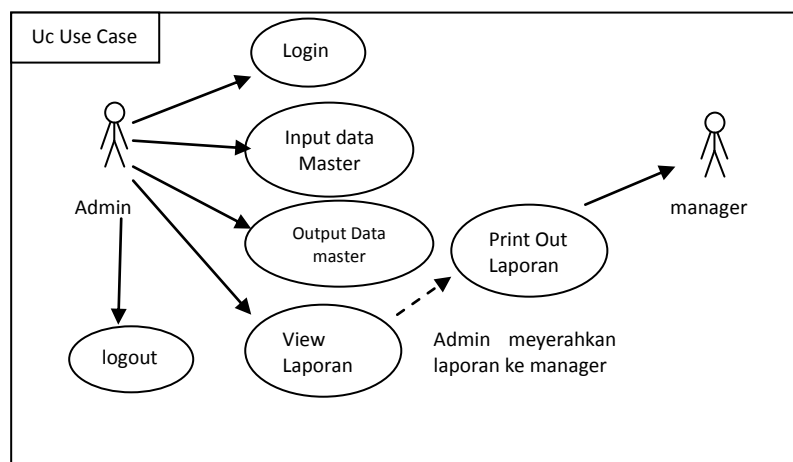 Uc Use Case
Login
Input data
Master
Admin
manager
Output Data
master
Print Out
Laporan
View
Laporan
logout
Admin meyerahkan
laporan ke manager